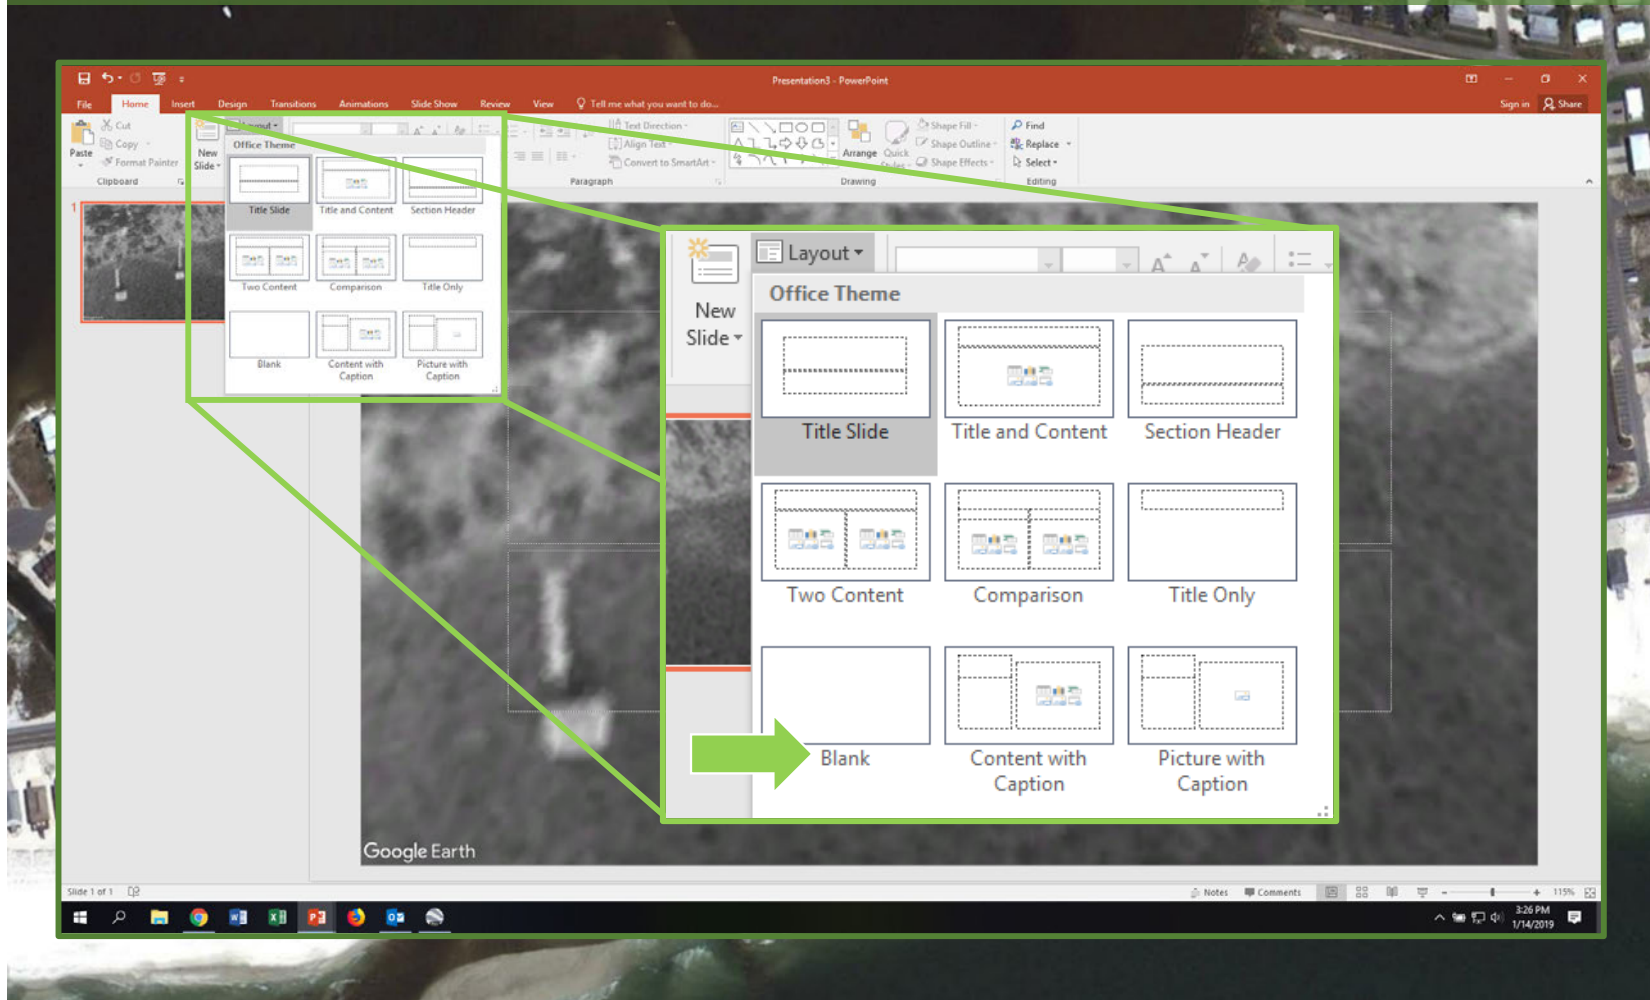 Presentation3 - PowerPoint
File Home Insert Design Transitions Animations Slide Show Review View Tell me what you want to do... Sign in Share
Cut
Copy
Format Painter
Paste
Clipboard
New
Slide
Layout
Office Theme
Title Slide Title and Content Section Header
Two Content Comparison Title Only
Blank Content with
Caption Picture with
Caption
Text Direction
Align Text
Convert to SmartArt
Paragraph
Arrange
Quick
Styles
Shape Fill
Shape Outline
Shape Effects
Drawing
Find
Replace
Select
Editing
1
New
Slide
Layout
Office Theme
Title Slide Title and Content Section Header
Two Content Comparison Title Only
Blank Content with
Caption Picture with
Caption
Google Earth
Slide 1 of 1 Notes Comments 115%
3:26 PM
1/14/2019